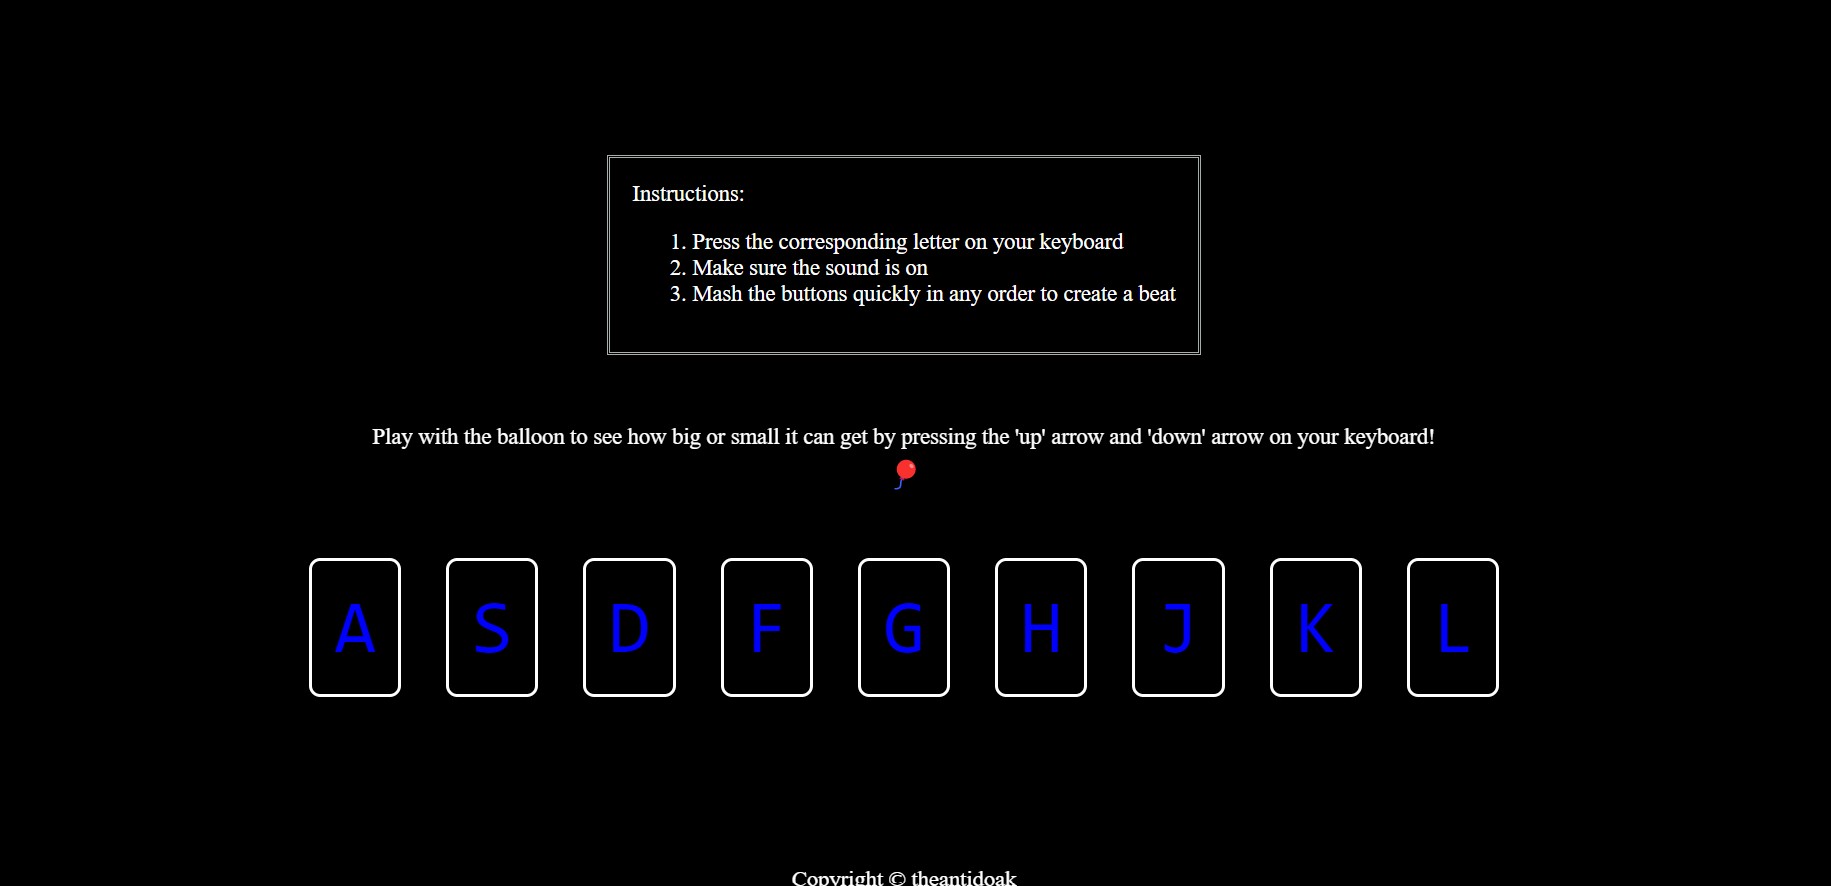 Instructions:
1. Press the corresponding letter on your keyboard
2. Make sure the sound is on
3. Mash the buttons quickly in any order to create a beat
Play with the balloon to see how big or small it can get by pressing the 'up' arrow and 'down' arrow on your keyboard!
A S D F G H J K L
Copyright © theantidoak